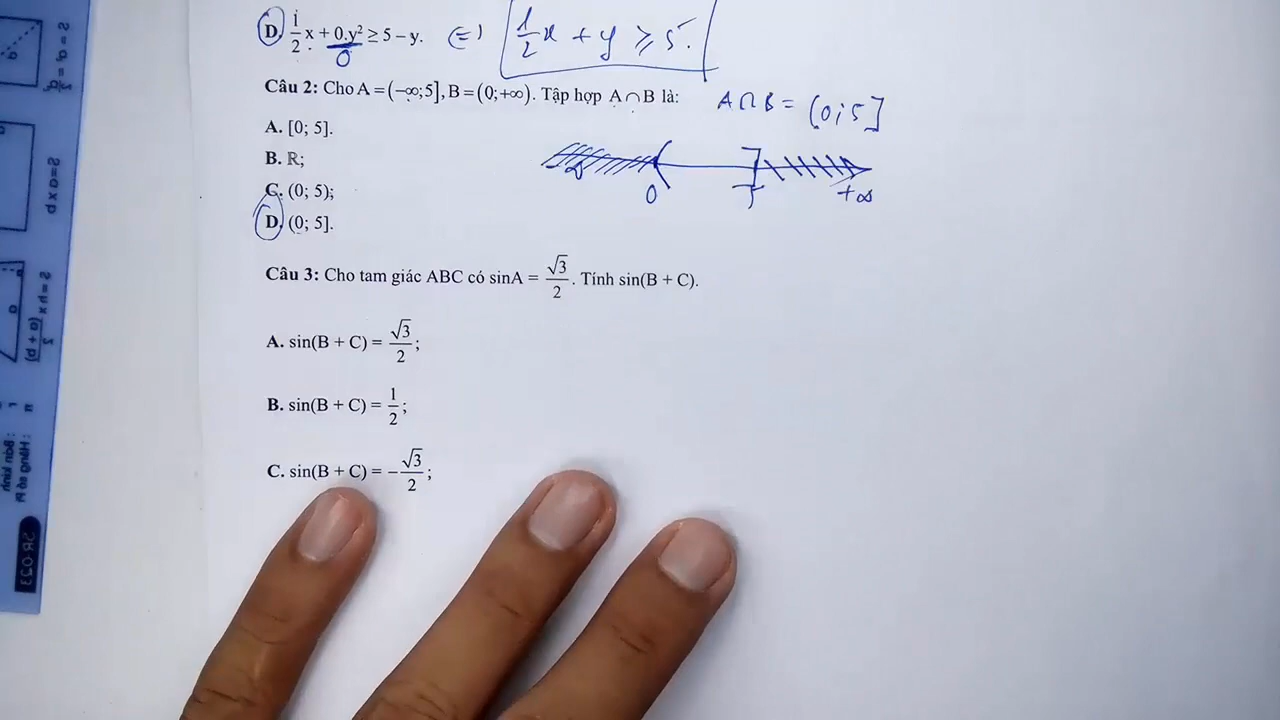 D. 1/2 x + 0.y² ≥ 5 – y. ⇔ 1/2 x + y ≥ 5.
0
Câu 2: Cho A = (–∞; 5], B = (0; +∞). Tập hợp A ∩ B là: A ∩ B = (0; 5]
A. [0; 5].
B. ℝ;
C. (0; 5);
D. (0; 5].
0 5 +∞
Câu 3: Cho tam giác ABC có sinA = √3/2. Tính sin(B + C).
A. sin(B + C) = √3/2;
B. sin(B + C) = 1/2;
C. sin(B + C) = –√3/2;